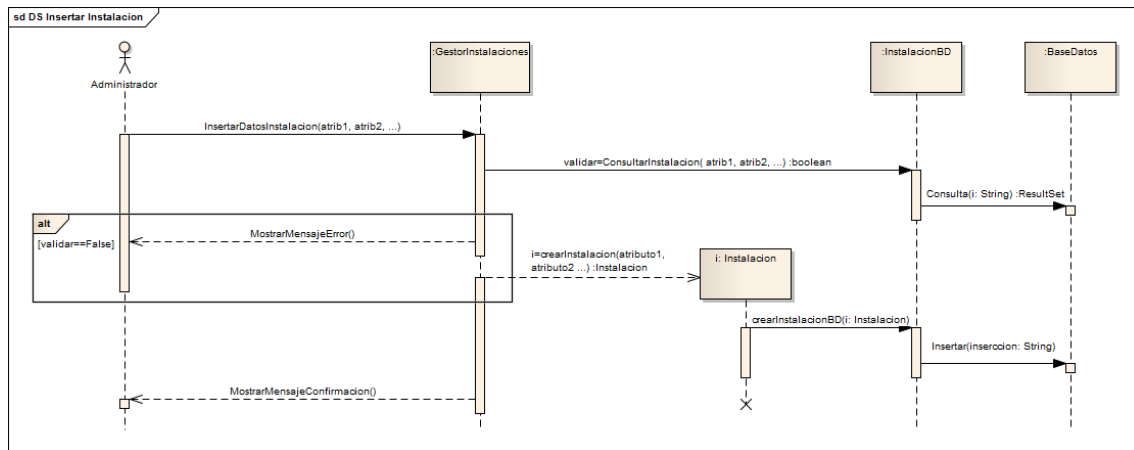 sd DS Insertar Instalacion
:GestorInstalaciones
:InstalacionBD
:BaseDatos
Administrador
InsertarDatosInstalacion(atrib1, atrib2, ...)
validar=ConsultarInstalacion( atrib1, atrib2, ...) :boolean
Consulta(i: String) :ResultSet
alt
[validar==False]
MostrarMensajeError()
i=crearInstalacion(atributo1,
atributo2 ...) :Instalacion
i: Instalacion
crearInstalacionBD(i: Instalacion)
Insertar(inserccion: String)
MostrarMensajeConfirmacion()